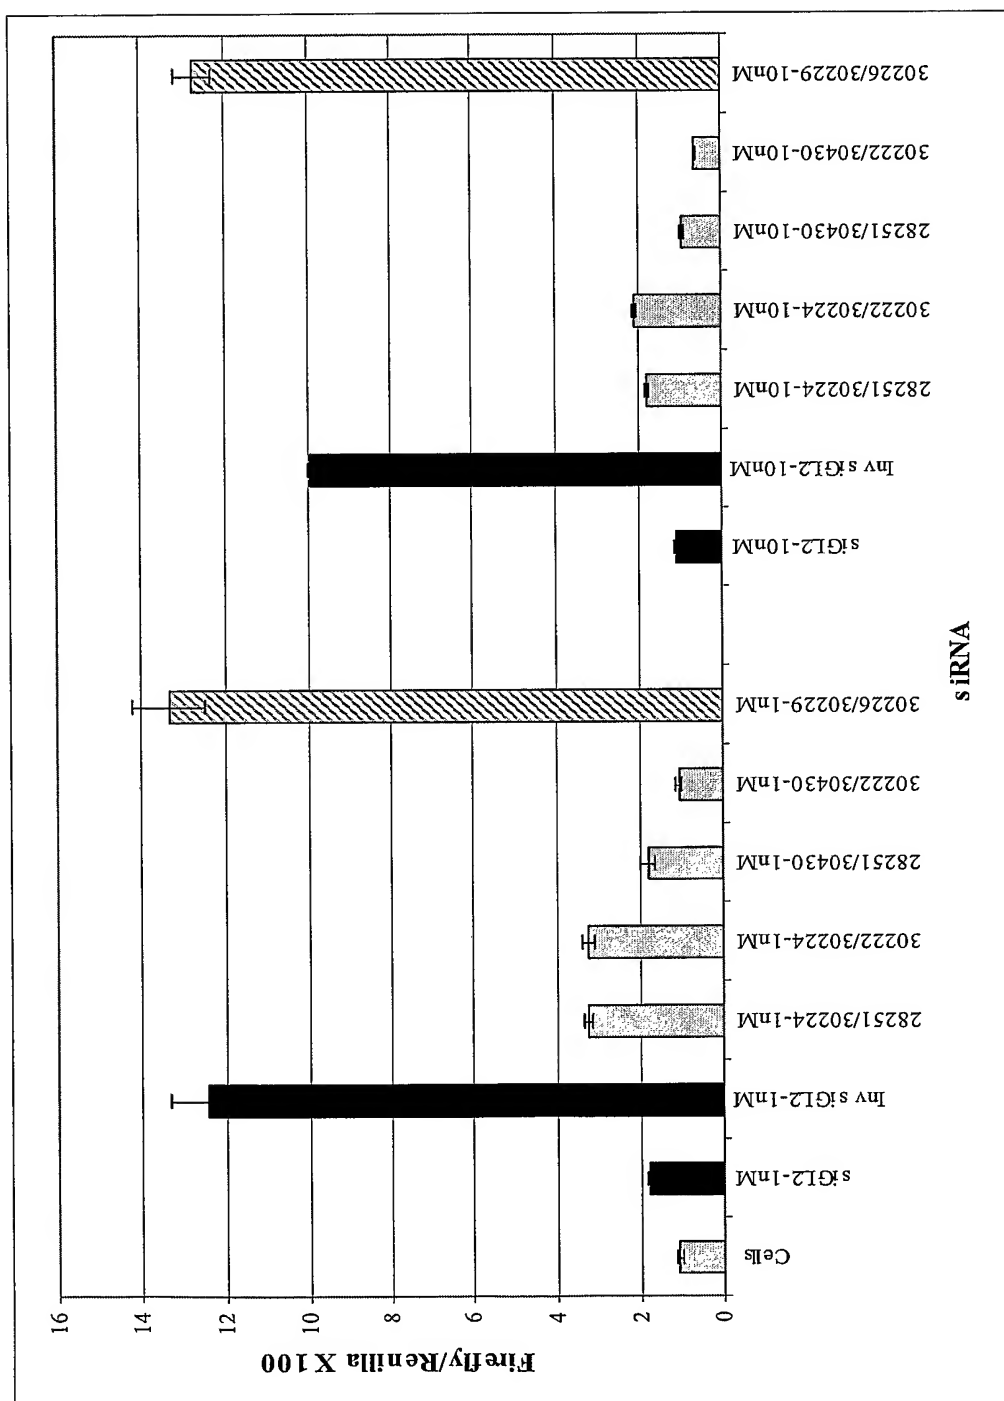 Firefly/Renilla X 100
16
14
12
10
8
6
4
2
0
Cells
siGL2-1nM
Inv siGL2-1nM
28251/30224-1nM
30222/30224-1nM
28251/30430-1nM
30222/30430-1nM
30226/30229-1nM
siGL2-10nM
Inv siGL2-10nM
28251/30224-10nM
30222/30224-10nM
28251/30430-10nM
30222/30430-10nM
30226/30229-10nM
siRNA